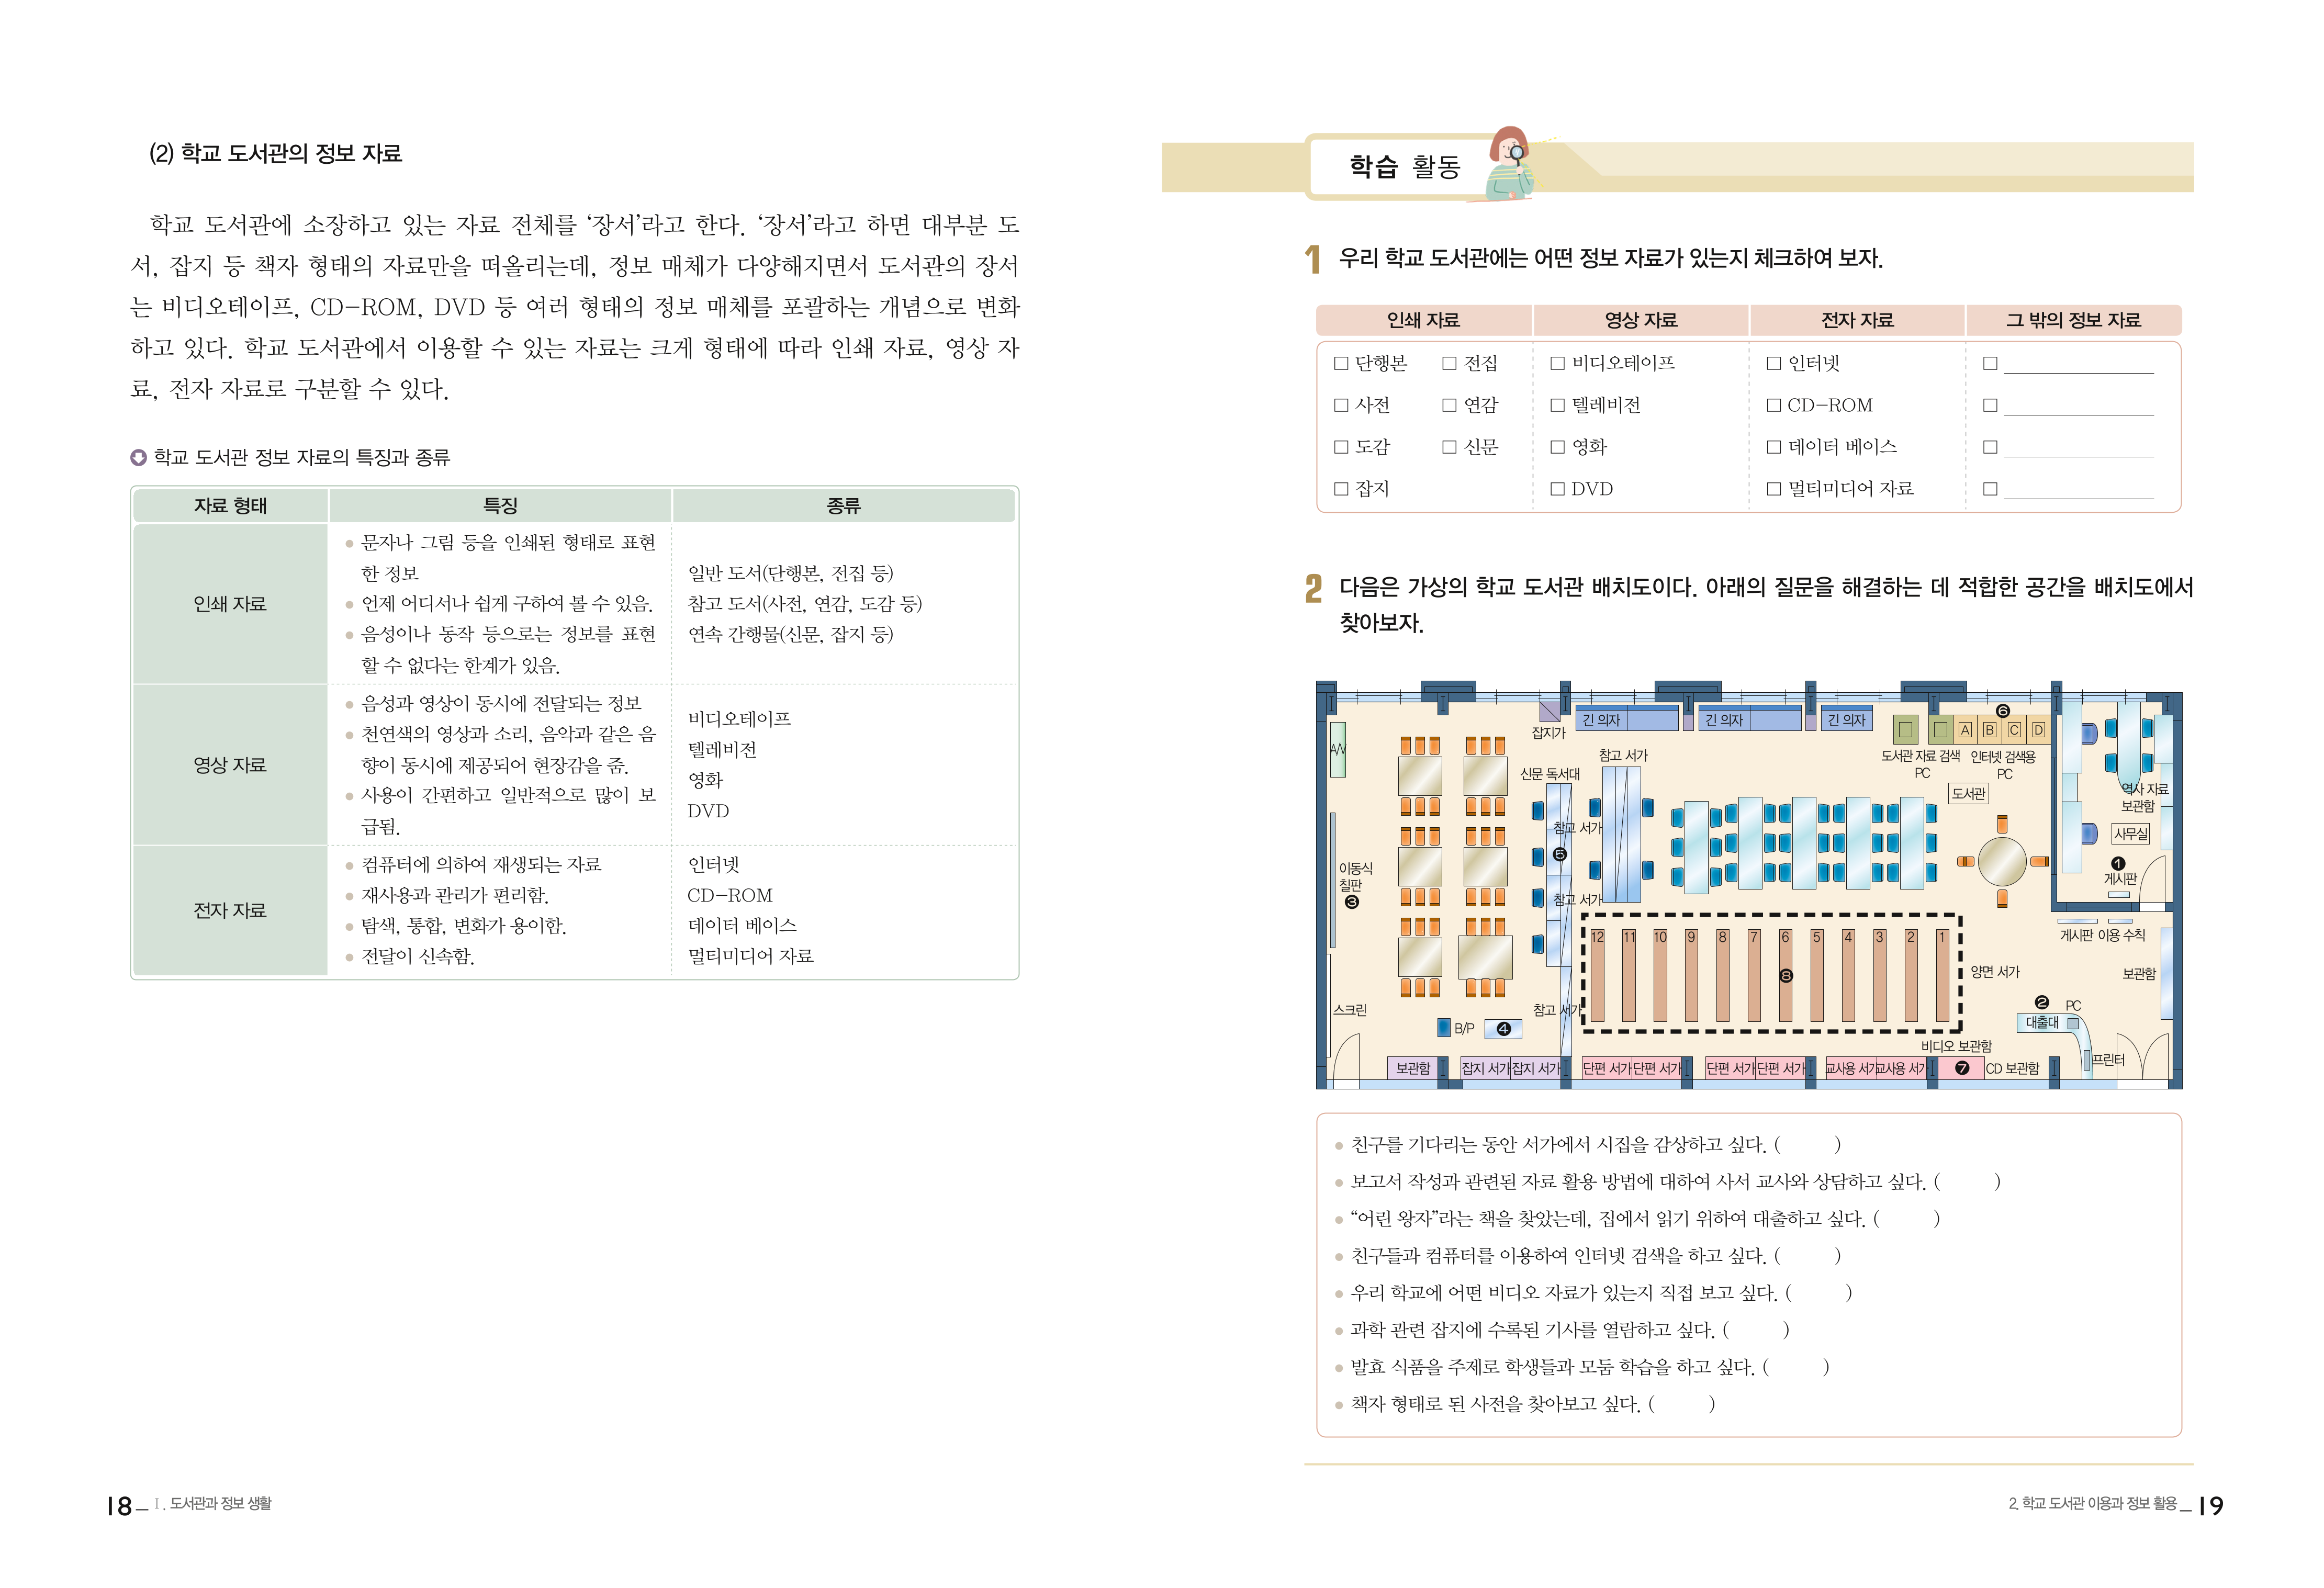 (2) 학교 도서관의 정보 자료
학교 도서관에 소장하고 있는 자료 전체를 ‘장서’라고 한다. ‘장서’라고 하면 대부분 도
서, 잡지 등 책자 형태의 자료만을 떠올리는데, 정보 매체가 다양해지면서 도서관의 장서
는 비디오테이프, CD-ROM, DVD 등 여러 형태의 정보 매체를 포괄하는 개념으로 변화
하고 있다. 학교 도서관에서 이용할 수 있는 자료는 크게 형태에 따라 인쇄 자료, 영상 자
료, 전자 자료로 구분할 수 있다.
학교 도서관 정보 자료의 특징과 종류
자료 형태 특징 종류
인쇄 자료
● 문자나 그림 등을 인쇄된 형태로 표현
한 정보
● 언제 어디서나 쉽게 구하여 볼 수 있음.
● 음성이나 동작 등으로는 정보를 표현
할 수 없다는 한계가 있음.
일반 도서(단행본, 전집 등)
참고 도서(사전, 연감, 도감 등)
연속 간행물(신문, 잡지 등)
영상 자료
● 음성과 영상이 동시에 전달되는 정보
● 천연색의 영상과 소리, 음악과 같은 음
향이 동시에 제공되어 현장감을 줌.
● 사용이 간편하고 일반적으로 많이 보
급됨.
비디오테이프
텔레비전
영화
DVD
전자 자료
● 컴퓨터에 의하여 재생되는 자료
● 재사용과 관리가 편리함.
● 탐색, 통합, 변화가 용이함.
● 전달이 신속함.
인터넷
CD-ROM
데이터 베이스
멀티미디어 자료
18 Ⅰ. 도서관과 정보 생활
학습 활동
1 우리 학교 도서관에는 어떤 정보 자료가 있는지 체크하여 보자.
인쇄 자료 영상 자료 전자 자료 그 밖의 정보 자료
□ 단행본 □ 전집 □ 비디오테이프 □ 인터넷 □
□ 사전 □ 연감 □ 텔레비전 □ CD-ROM □
□ 도감 □ 신문 □ 영화 □ 데이터 베이스 □
□ 잡지 □ DVD □ 멀티미디어 자료 □
2 다음은 가상의 학교 도서관 배치도이다. 아래의 질문을 해결하는 데 적합한 공간을 배치도에서
찾아보자.
A/V
잡지가
긴 의자
긴 의자
긴 의자
❻
A B C D
도서관 자료 검색
PC
인터넷 검색용
PC
신문 독서대
참고 서가
도서관
역사 자료
보관함
사무실
❶
게시판
참고 서가
❺
참고 서가
이동식
칠판
❸
12 11 10 9 8 7 6 5 4 3 2 1
❽
게시판 이용 수칙
양면 서가
보관함
스크린
B/P
❹
참고 서가
❷
PC
대출대
비디오 보관함
프린터
보관함
잡지 서가 잡지 서가
단편 서가 단편 서가
단편 서가 단편 서가
교사용 서가 교사용 서가
❼
CD 보관함
● 친구를 기다리는 동안 서가에서 시집을 감상하고 싶다. ( )
● 보고서 작성과 관련된 자료 활용 방법에 대하여 사서 교사와 상담하고 싶다. ( )
● “어린 왕자”라는 책을 찾았는데, 집에서 읽기 위하여 대출하고 싶다. ( )
● 친구들과 컴퓨터를 이용하여 인터넷 검색을 하고 싶다. ( )
● 우리 학교에 어떤 비디오 자료가 있는지 직접 보고 싶다. ( )
● 과학 관련 잡지에 수록된 기사를 열람하고 싶다. ( )
● 발효 식품을 주제로 학생들과 모둠 학습을 하고 싶다. ( )
● 책자 형태로 된 사전을 찾아보고 싶다. ( )
2. 학교 도서관 이용과 정보 활용 19